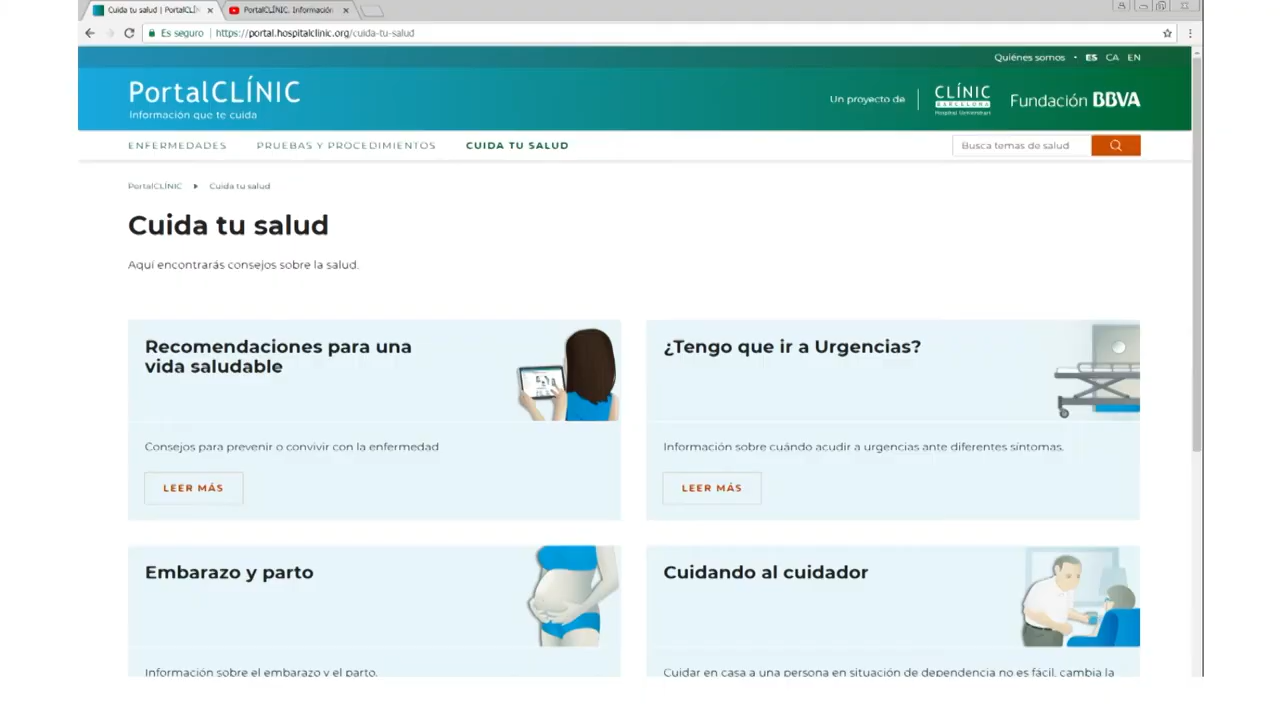 Cuida tu salud | PortalCLÍN
PortalCLÍNIC. Información
Es seguro
https://portal.hospitalclinic.org/cuida-tu-salud
Quiénes somos • ES CA EN
PortalCLÍNIC
Información que te cuida
Un proyecto de
CLÍNIC
BARCELONA
Hospital Universitari
Fundación BBVA
ENFERMEDADES PRUEBAS Y PROCEDIMIENTOS CUIDA TU SALUD
Busca temas de salud
PortalCLÍNIC Cuida tu salud
Cuida tu salud
Aquí encontrarás consejos sobre la salud.
Recomendaciones para una
vida saludable
Consejos para prevenir o convivir con la enfermedad
LEER MÁS
¿Tengo que ir a Urgencias?
Información sobre cuándo acudir a urgencias ante diferentes síntomas.
LEER MÁS
Embarazo y parto
Información sobre el embarazo y el parto.
Cuidando al cuidador
Cuidar en casa a una persona en situación de dependencia no es fácil, cambia la